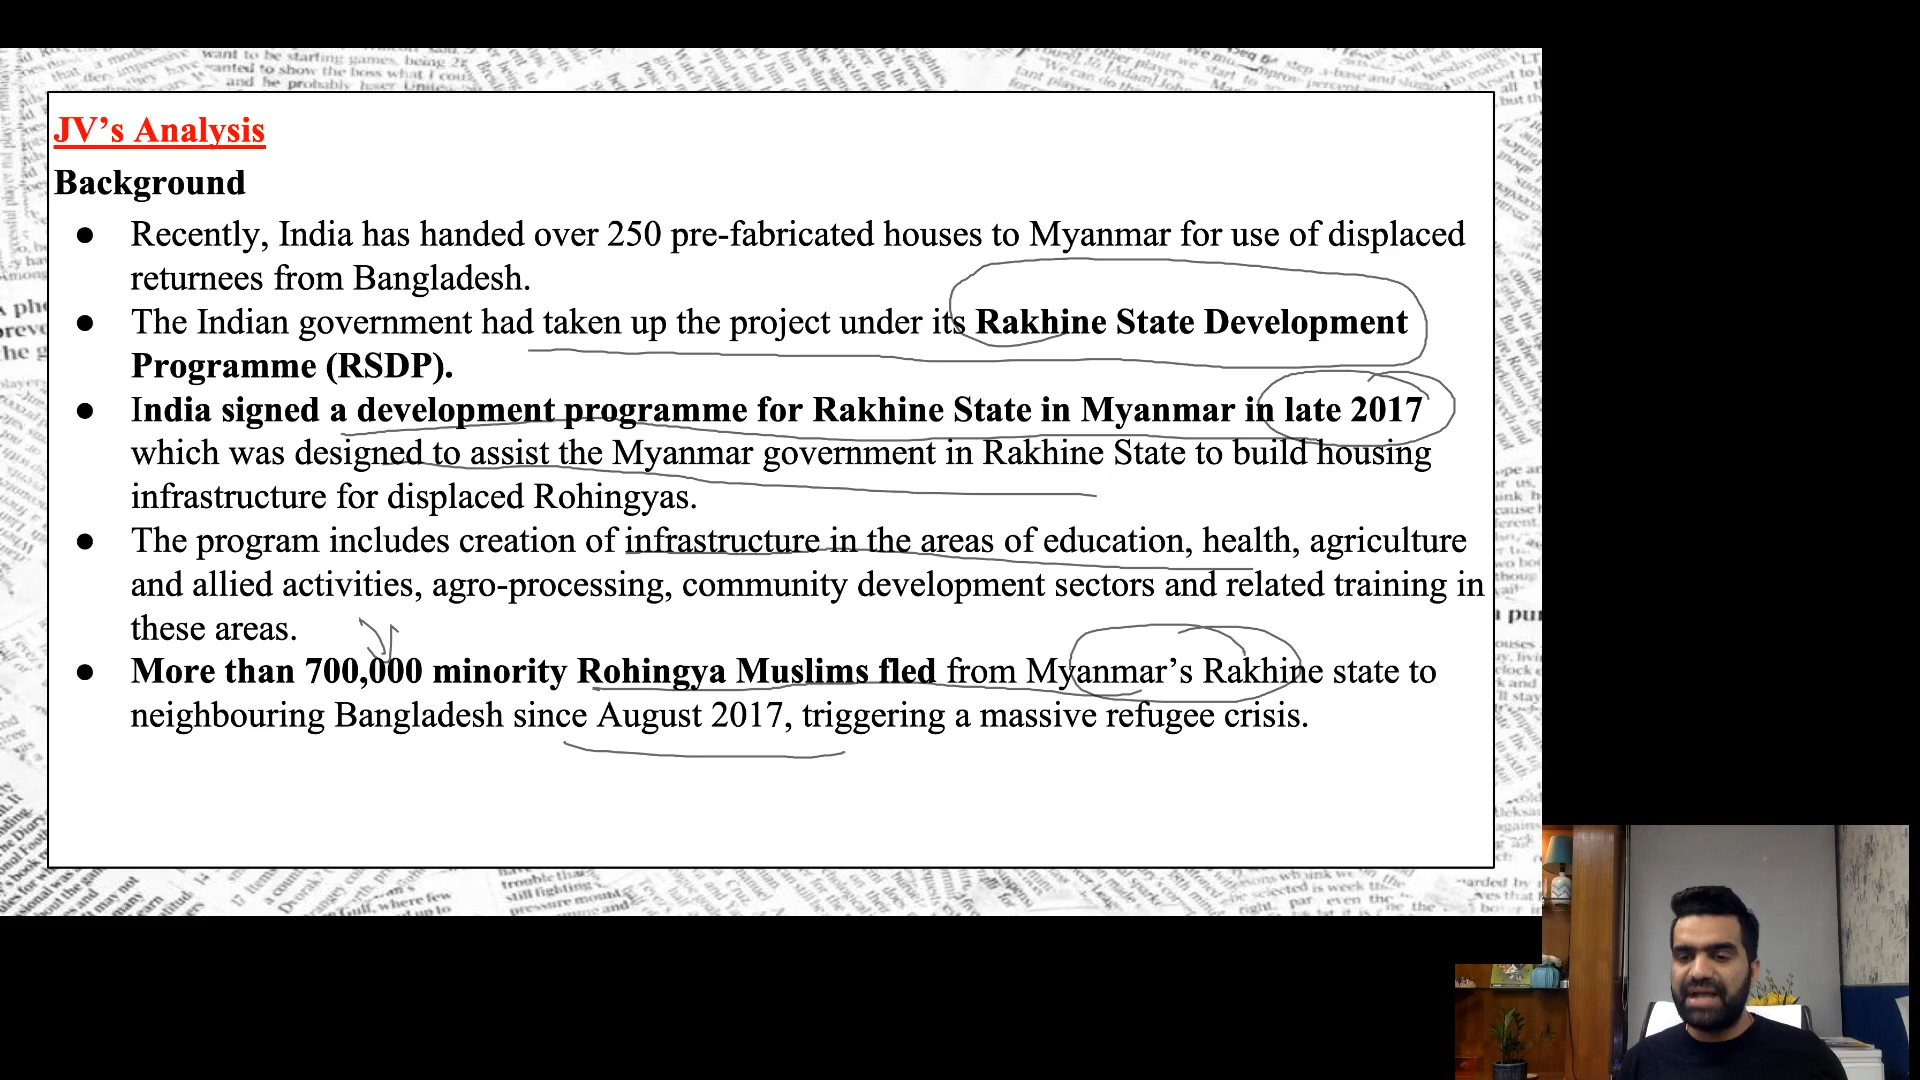 JV’s Analysis
Background
● Recently, India has handed over 250 pre-fabricated houses to Myanmar for use of displaced
returnees from Bangladesh.
● The Indian government had taken up the project under its Rakhine State Development
Programme (RSDP).
● India signed a development programme for Rakhine State in Myanmar in late 2017
which was designed to assist the Myanmar government in Rakhine State to build housing
infrastructure for displaced Rohingyas.
● The program includes creation of infrastructure in the areas of education, health, agriculture
and allied activities, agro-processing, community development sectors and related training in
these areas.
● More than 700,000 minority Rohingya Muslims fled from Myanmar’s Rakhine state to
neighbouring Bangladesh since August 2017, triggering a massive refugee crisis.